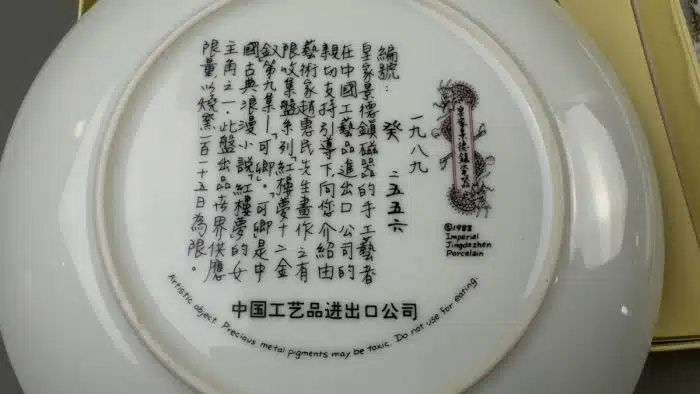 ©1988
Imperial
Jingdezhen
Porcelain
一九八九
編號：癸 二五五六
皇家景德鎮磁器的手工藝者
在中國工藝品進出口公司的
親切支持引導下向您介紹由
藝術家趙惠民先生畫作之有
限收集盤系列「紅樓夢十二金
釵」第九集—「可卿」。可卿是中
國古典浪漫小說「紅樓夢」的女
主角之一，此盤出品世界供應
限量以燒窯一百一十五日為限。
中国工艺品进出口公司
Artistic object. Precious metal pigments may be toxic. Do not use for eating.